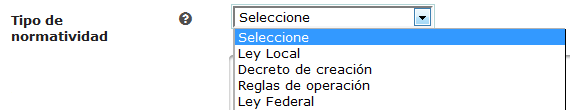 Tipo de
normatividad
?
Seleccione
Seleccione
Ley Local
Decreto de creación
Reglas de operación
Ley Federal